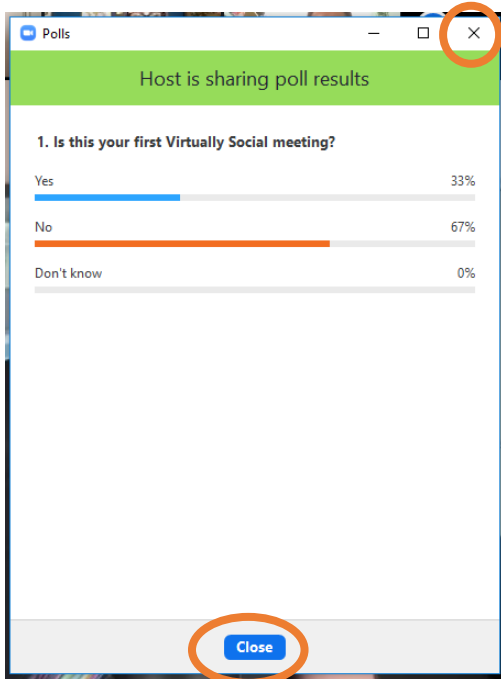 Polls
Host is sharing poll results
1. Is this your first Virtually Social meeting?
Yes 33%
No 67%
Don't know 0%
Close